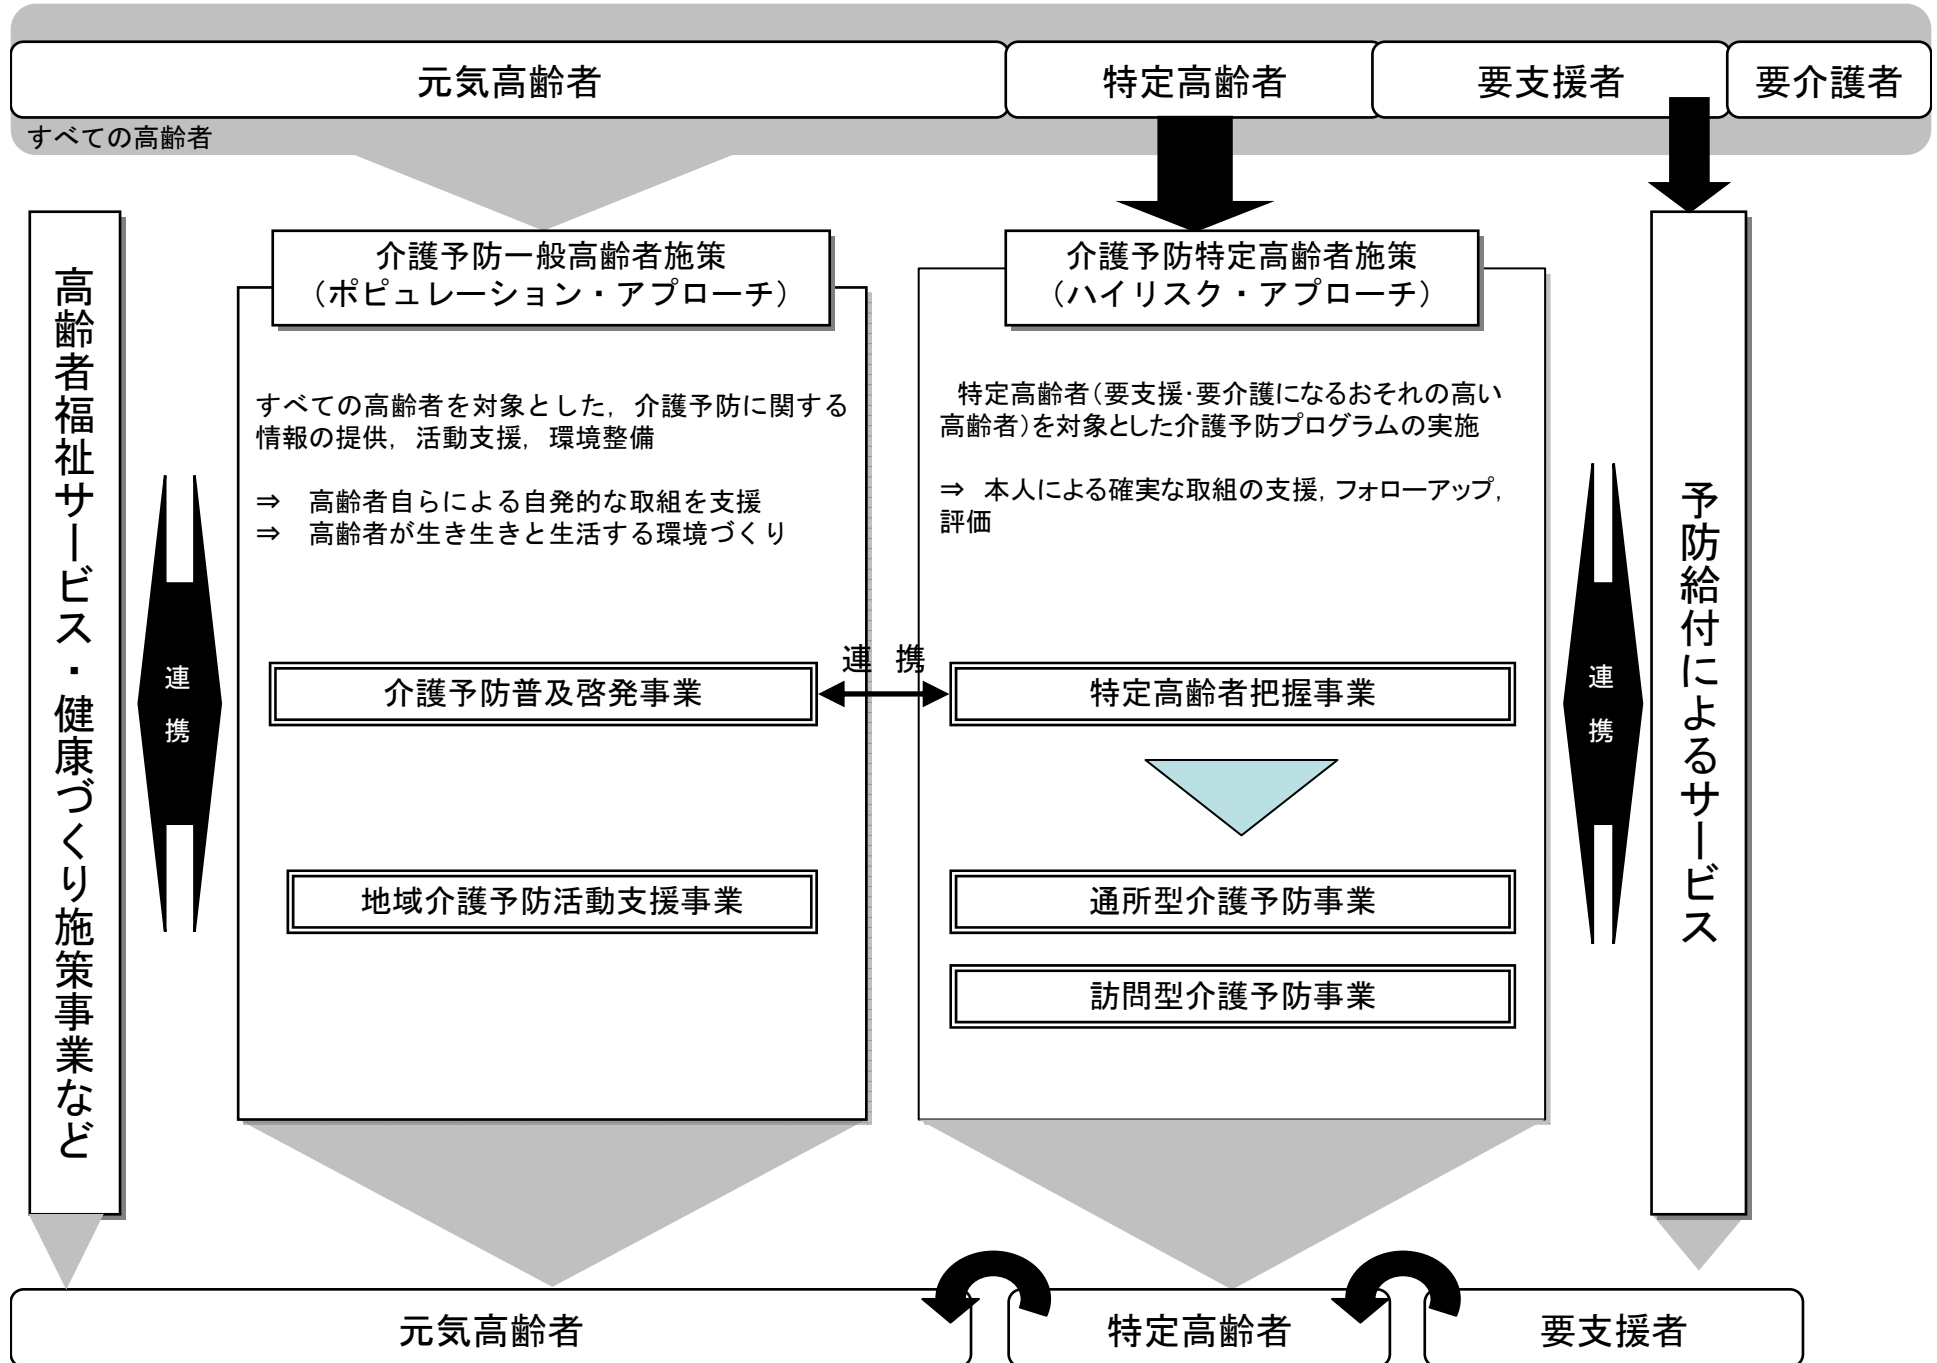 元気高齢者
特定高齢者
要支援者
要介護者
すべての高齢者
高齢者福祉サービス・健康づくり施策事業など
連携
介護予防一般高齢者施策
（ポピュレーション・アプローチ）
すべての高齢者を対象とした，介護予防に関する
情報の提供，活動支援，環境整備
⇒　高齢者自らによる自発的な取組を支援
⇒　高齢者が生き生きと生活する環境づくり
介護予防普及啓発事業
地域介護予防活動支援事業
連 携
介護予防特定高齢者施策
（ハイリスク・アプローチ）
特定高齢者（要支援・要介護になるおそれの高い
高齢者）を対象とした介護予防プログラムの実施
⇒　本人による確実な取組の支援，フォローアップ，
評価
特定高齢者把握事業
通所型介護予防事業
訪問型介護予防事業
連携
予防給付によるサービス
元気高齢者
特定高齢者
要支援者